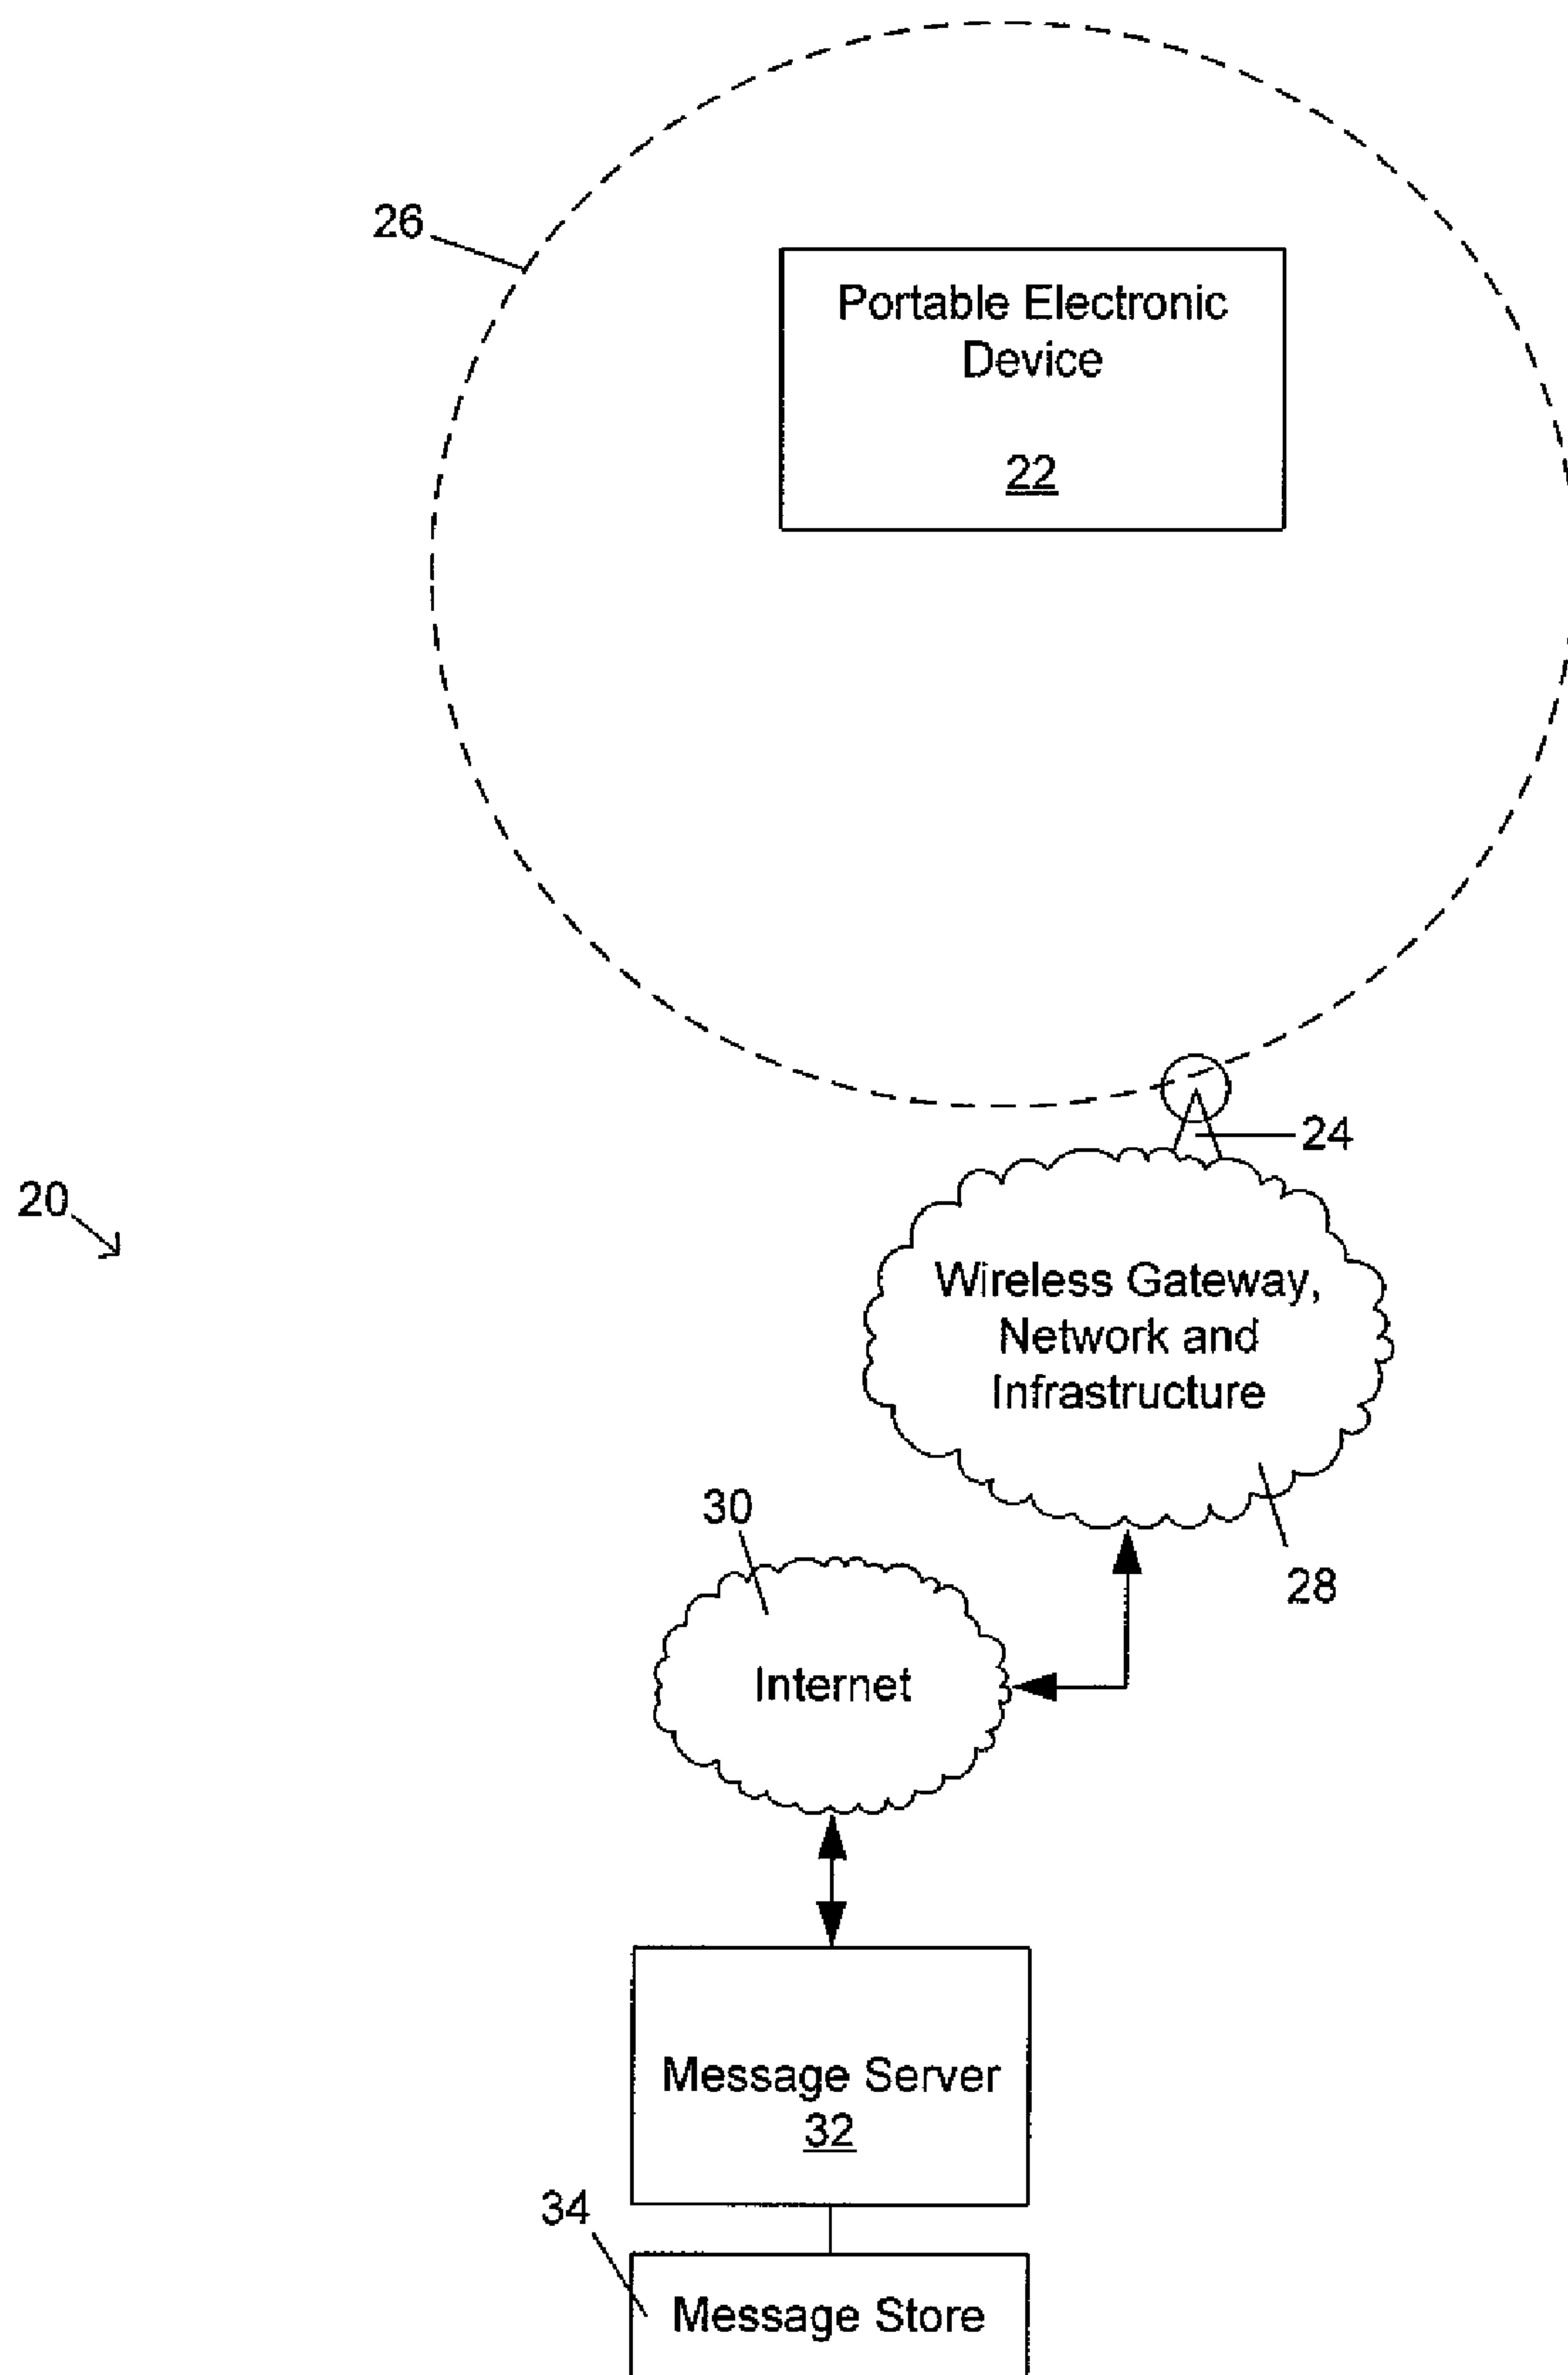 26
Portable Electronic
Device
22
24
20
Wireless Gateway,
Network and
Infrastructure
30
28
Internet
Message Server
32
34
Message Store